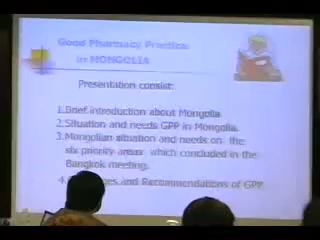 Good Pharmacy Practice
in MONGOLIA
Presentation consist:
1.Brief introduction about Mongolia
2.Situation and needs GPP in Mongolia.
3.Mongolian situation and needs on the
six priority areas which concluded in the
Bangkok meeting.
4. and Recommendations of GPP